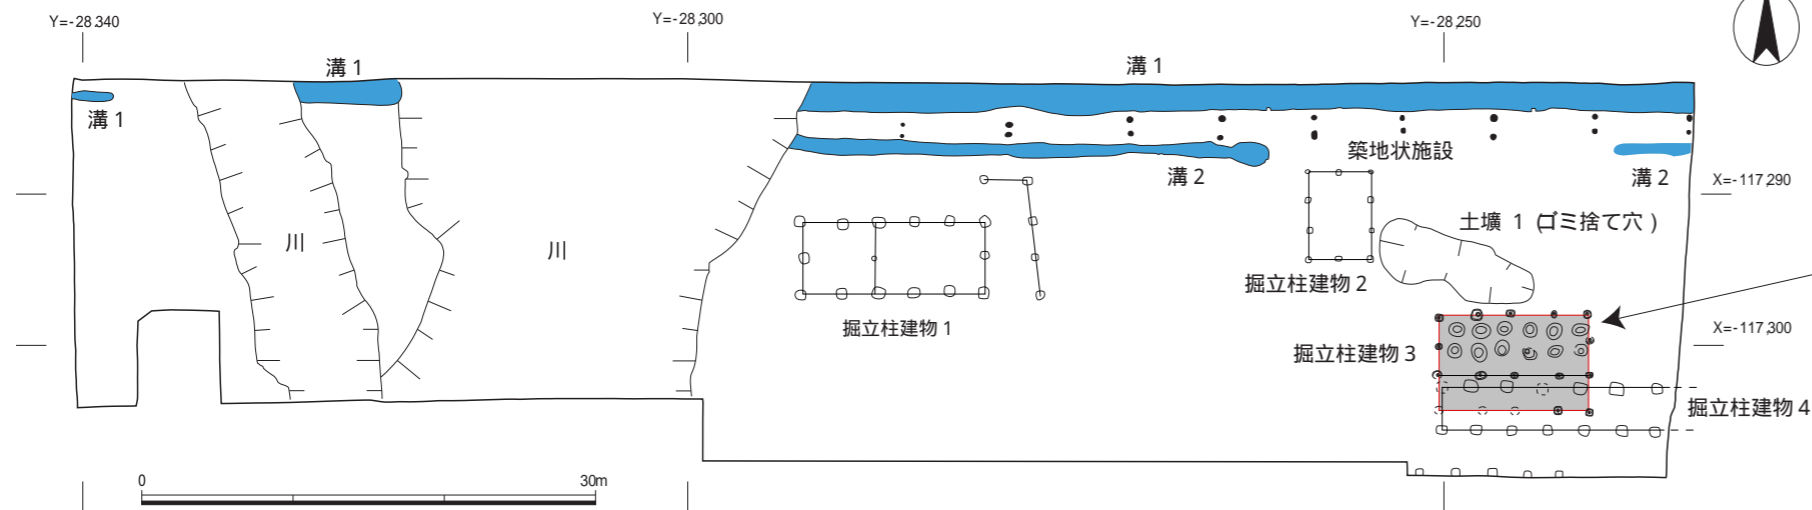 Y=-28,340
Y=-28,300
Y=-28,250
溝1
溝1
溝1
築地状施設
溝2
溝2
X=-117,290
土壙 1 (ゴミ捨て穴)
川
川
掘立柱建物2
掘立柱建物1
X=-117,300
掘立柱建物3
掘立柱建物4
0
30m